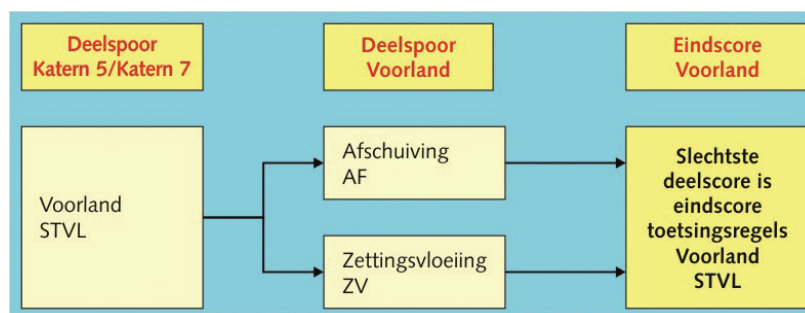 Deelspoor
Katern 5/Katern 7
Deelspoor
Voorland
Eindscore
Voorland
Voorland
STVL
Afschuiving
AF
Zettingsvloeiing
ZV
Slechtste
deelscore is
eindscore
toetsingsregels
Voorland
STVL